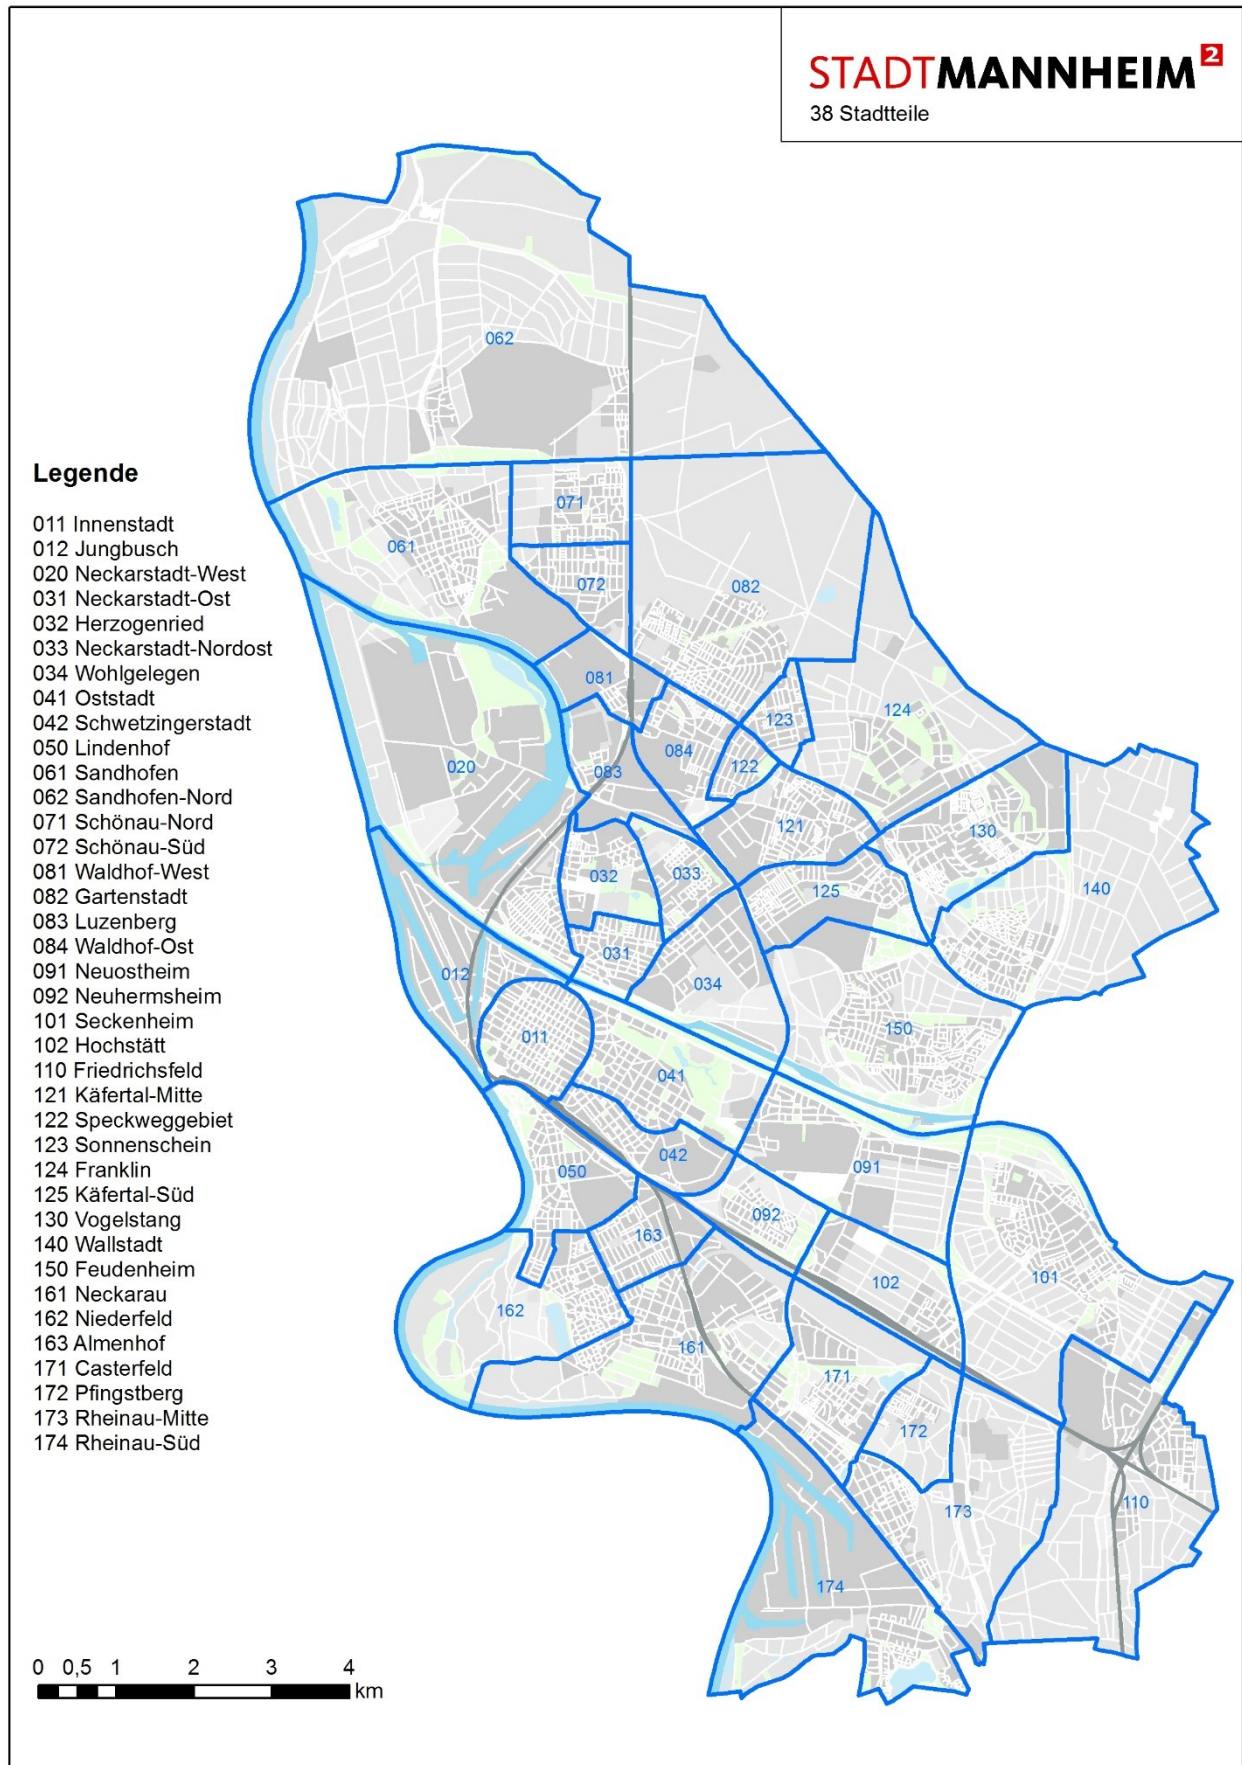 STADTMANNHEIM²
38 Stadtteile
062
Legende
071
011 Innenstadt
012 Jungbusch
061
020 Neckarstadt-West
072
082
031 Neckarstadt-Ost
032 Herzogenried
033 Neckarstadt-Nordost
034 Wohlgelegen
081
041 Oststadt
124
042 Schwetzingerstadt
123
050 Lindenhof
084
020
083
122
061 Sandhofen
062 Sandhofen-Nord
071 Schönau-Nord
121
130
072 Schönau-Süd
081 Waldhof-West
032
033
125
140
082 Gartenstadt
083 Luzenberg
084 Waldhof-Ost
031
091 Neuostheim
012
034
092 Neuhermsheim
101 Seckenheim
011
150
102 Hochstätt
110 Friedrichsfeld
041
121 Käfertal-Mitte
122 Speckweggebiet
123 Sonnenschein
042
124 Franklin
050
091
125 Käfertal-Süd
130 Vogelstang
092
140 Wallstadt
163
150 Feudenheim
102
101
161 Neckarau
162 Niederfeld
162
163 Almenhof
161
171 Casterfeld
171
172 Pfingstberg
173 Rheinau-Mitte
172
174 Rheinau-Süd
173
110
174
0 0,5 1 2 3 4
km